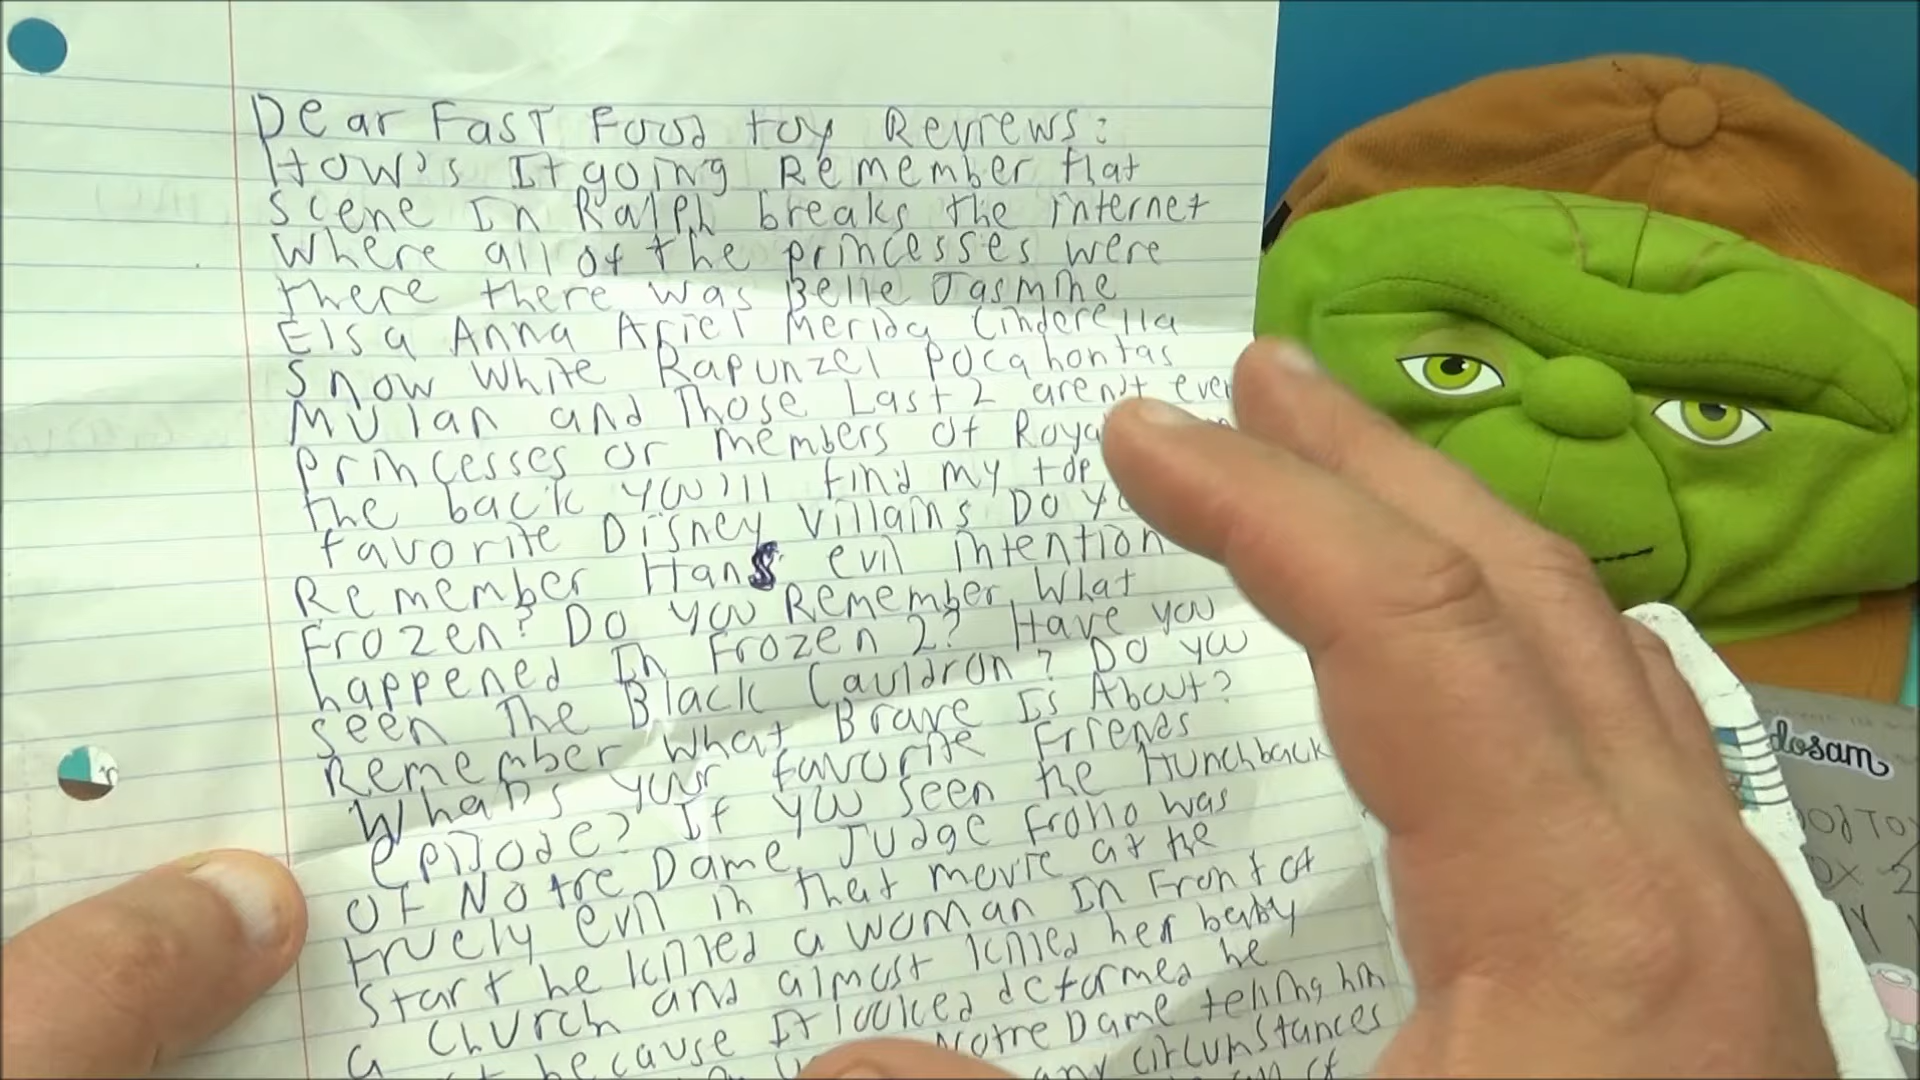 Dear Fast Food toy Reviews:
How's It going Remember that
scene In Ralph breaks the internet
Where all of the princesses were
there there was Belle Jasmine
Elsa Anna Ariel Merida Cinderella
Snow White Rapunzel Pocahontas
Mulan and Those Last 2 aren't even
princesses or members of
the back you'll find my top
favorite Disney Villains Do
Remember Hans evil intention
Frozen? Do you Remember What
happened In Frozen 2? Have you
seen The Black Cauldron? Do you
Remember What Brave Is About?
What's your favorite Friends
episode? If you seen the Hunchback
Of Notre Dame Judge Frollo was
truely evil in that movie at the
start he killed a woman In Front of
a Church and almost killed her baby
because It looked deformed he
Notre Dame telling him
any circumstances
of
dosam